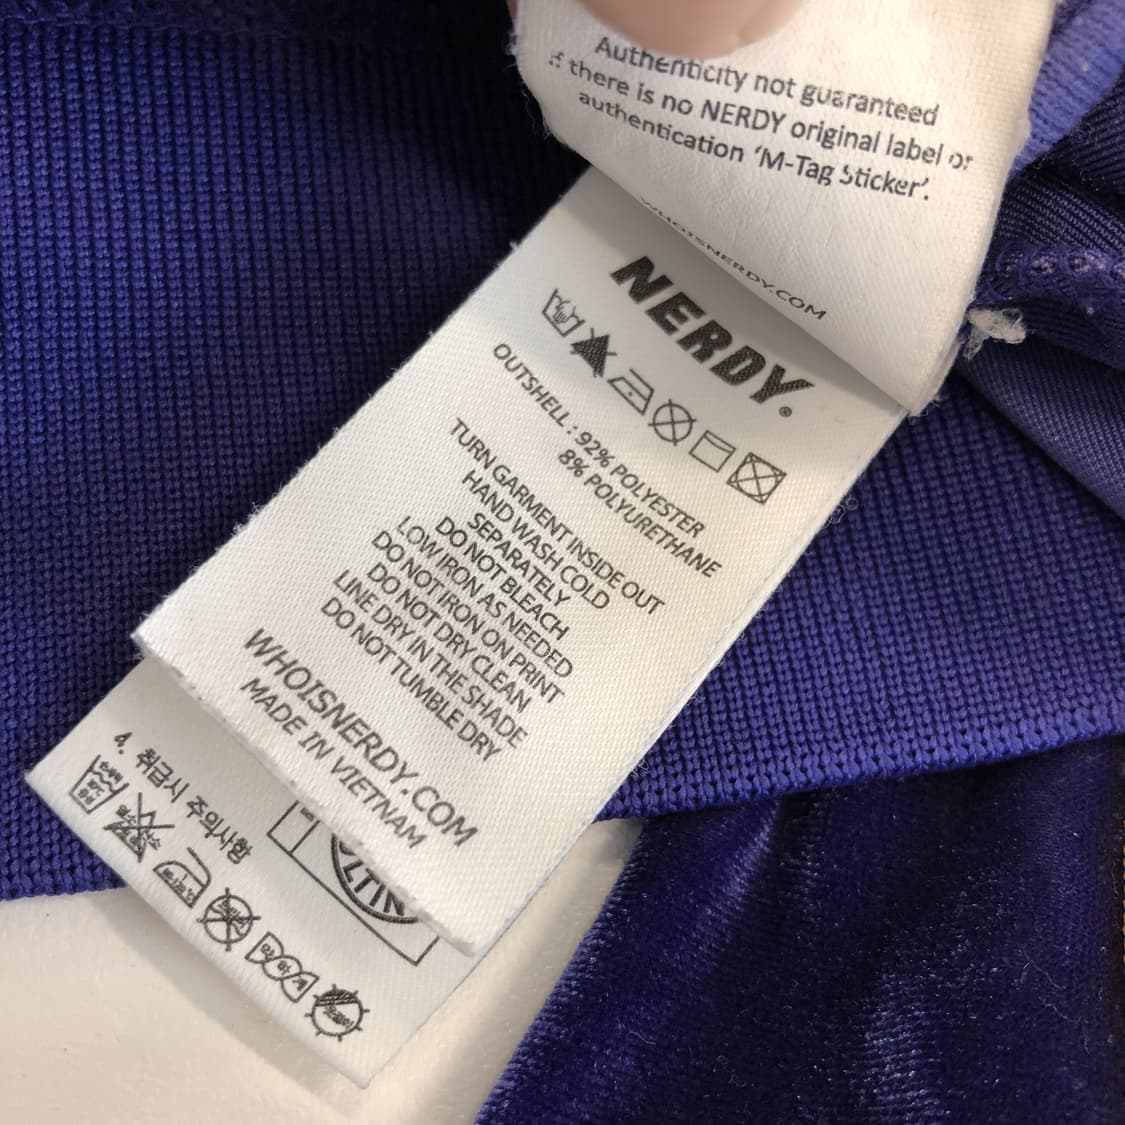 Authenticity not guaranteed
if there is no NERDY original label or
authentication 'M-Tag Sticker'.
WHOISNERDY.COM
NERDY.
OUTSHELL : 92% POLYESTER
8% POLYURETHANE
TURN GARMENT INSIDE OUT
HAND WASH COLD
SEPARATELY
DO NOT BLEACH
LOW IRON AS NEEDED
DO NOT IRON ON PRINT
DO NOT DRY CLEAN
LINE DRY IN THE SHADE
DO NOT TUMBLE DRY
WHOISNERDY.COM
MADE IN VIETNAM
4. 취급시 주의사항